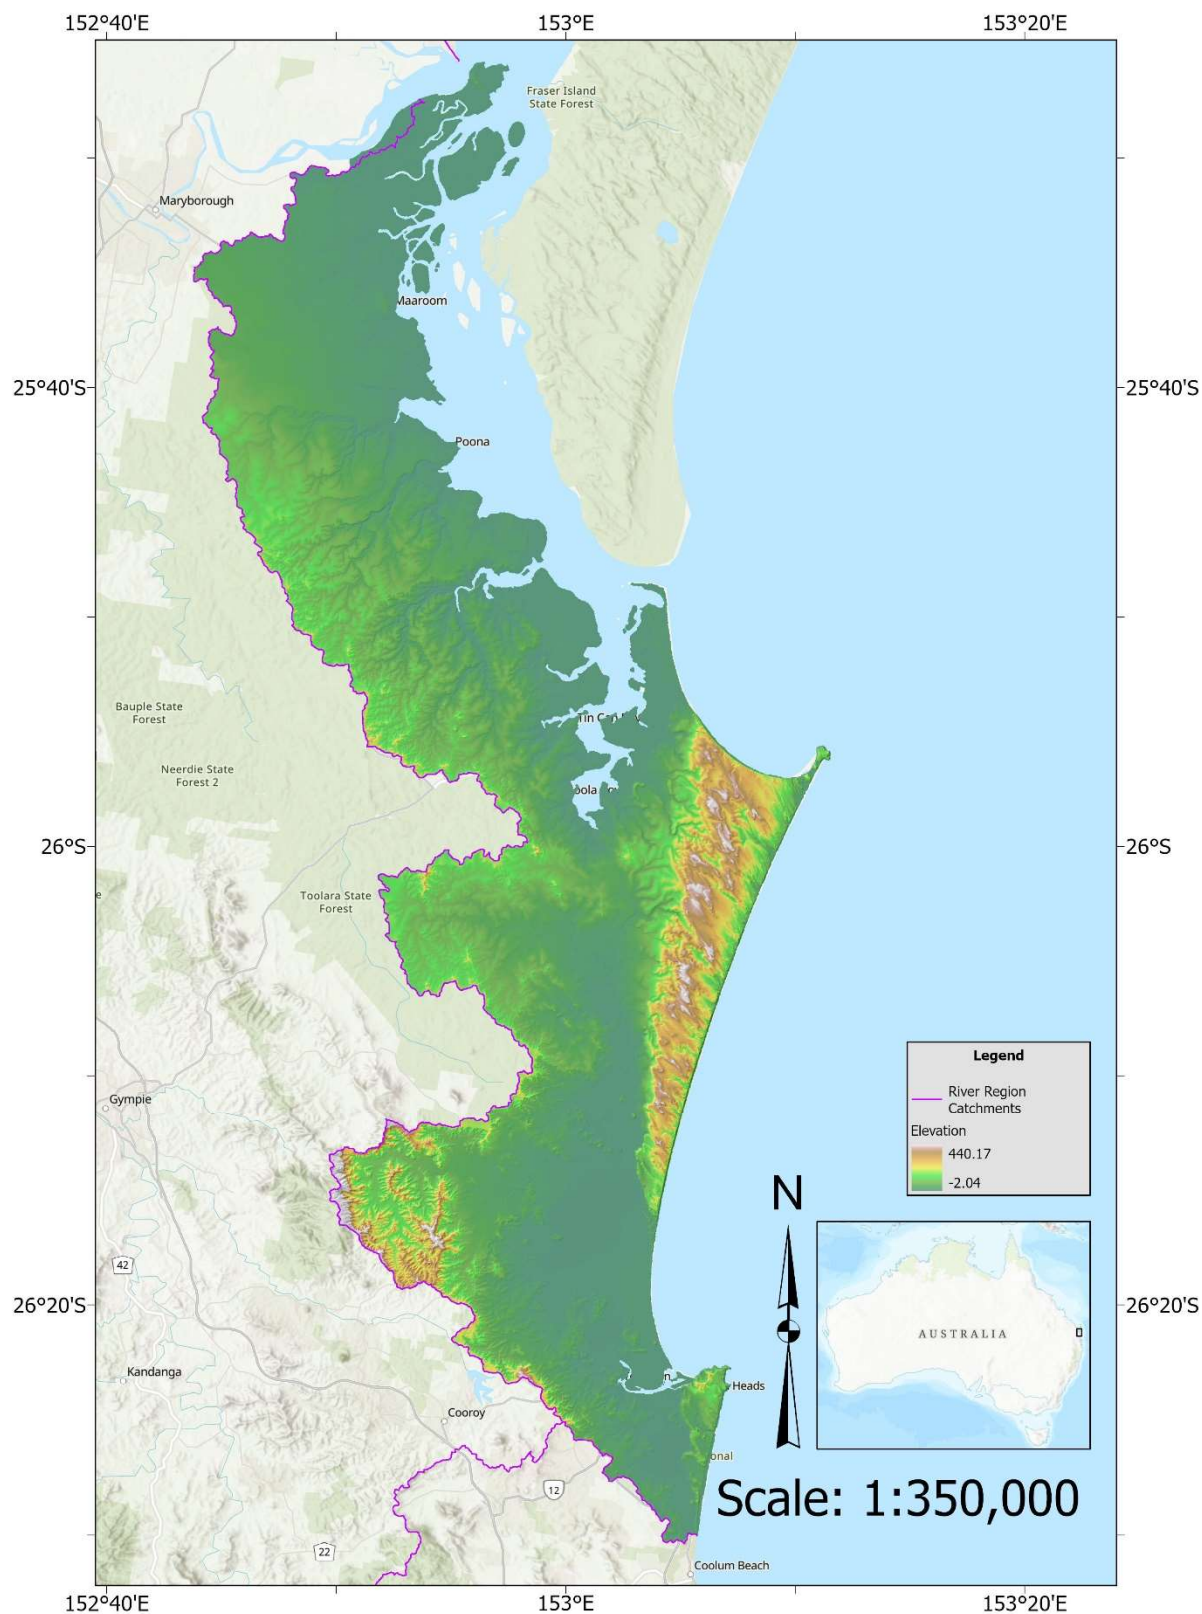 152°40'E 153°E 153°20'E
Fraser Island
State Forest
Maryborough
Maaroom
25°40'S 25°40'S
Poona
Bauple State
Forest
Neerdie State
Forest 2
26°S 26°S
Toolara State
Forest
Legend
River Region
Catchments
Elevation
440.17
-2.04
Gympie
N
42
AUSTRALIA
26°20'S 26°20'S
Kandanga
Heads
Cooroy
onal
12
Scale: 1:350,000
22
Coolum Beach
152°40'E 153°E 153°20'E